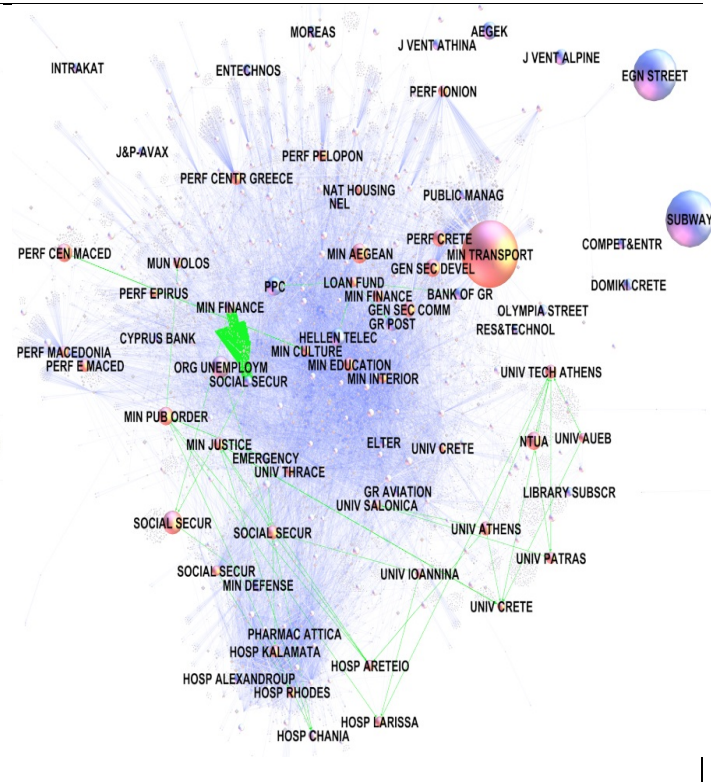 MOREAS
AEGEK
J VENT ATHINA
J VENT ALPINE
INTRAKAT
ENTECHNOS
EGN STREET
PERF IONION
J&P-AVAX
PERF PELOPON
PERF CENTR GREECE
NAT HOUSING
PUBLIC MANAG
NEL
SUBWAY
PERF CRETE
COMPET&ENTR
PERF CEN MACED
MIN AEGEAN
MIN TRANSPORT
MUN VOLOS
GEN SEC DEVEL
LOAN FUND
DOMIKI CRETE
PPC
PERF EPIRUS
MIN FINANCE
BANK OF GR
MIN FINANCE
GEN SEC COMM
OLYMPIA STREET
GR POST
RES&TECHNOL
CYPRUS BANK
HELLEN TELEC
PERF MACEDONIA
MIN CULTURE
PERF E MACED
ORG UNEMPLOYM
MIN EDUCATION
UNIV TECH ATHENS
SOCIAL SECUR
MIN INTERIOR
MIN PUB ORDER
MIN JUSTICE
ELTER
UNIV CRETE
NTUA
UNIV AUEB
EMERGENCY
UNIV THRACE
GR AVIATION
LIBRARY SUBSCR
UNIV SALONICA
SOCIAL SECUR
SOCIAL SECUR
UNIV ATHENS
UNIV PATRAS
SOCIAL SECUR
UNIV IOANNINA
MIN DEFENSE
UNIV CRETE
PHARMAC ATTICA
HOSP KALAMATA
HOSP ARETEIO
HOSP ALEXANDROUP
HOSP RHODES
HOSP LARISSA
HOSP CHANIA